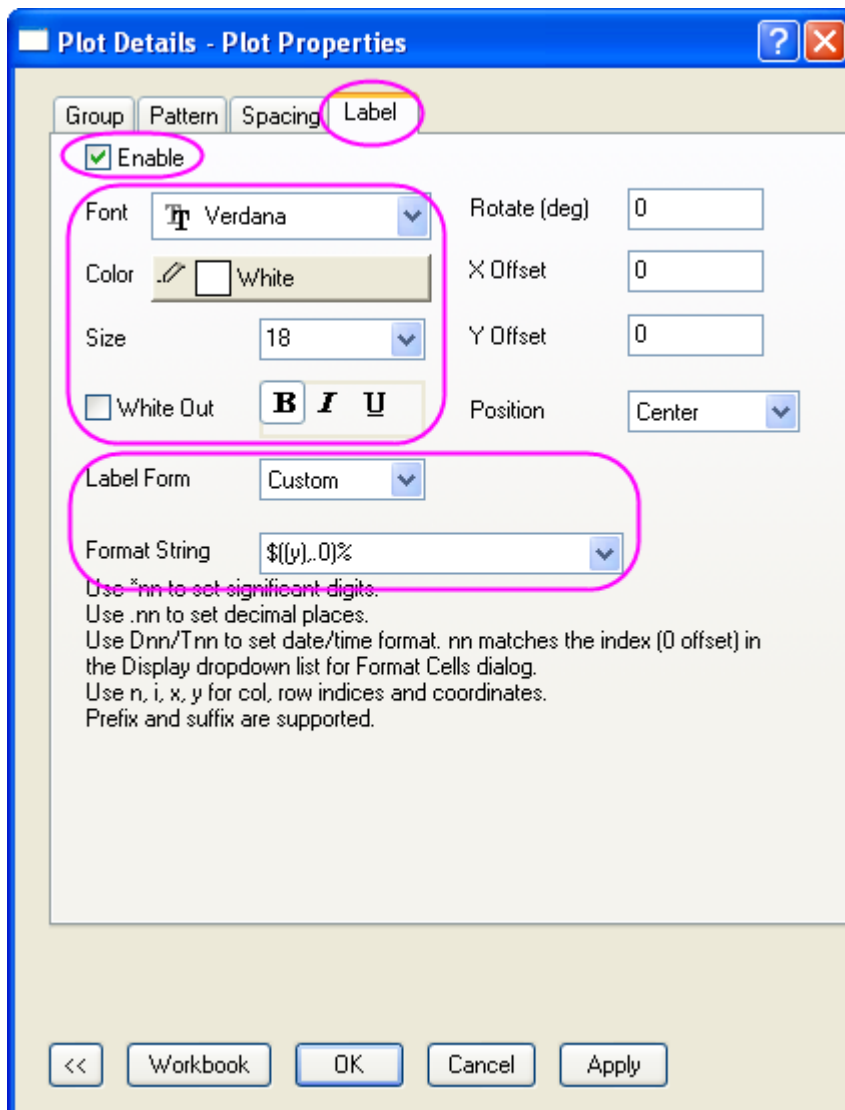 Plot Details - Plot Properties
Group Pattern Spacing Label
Enable
Font Verdana Rotate (deg) 0
Color White X Offset 0
Size 18 Y Offset 0
White Out B I U Position Center
Label Form Custom
Format String $((y),.0)%
Use *nn to set significant digits.
Use .nn to set decimal places.
Use Dnn/Tnn to set date/time format. nn matches the index (0 offset) in
the Display dropdown list for Format Cells dialog.
Use n, i, x, y for col, row indices and coordinates.
Prefix and suffix are supported.
<< Workbook OK Cancel Apply